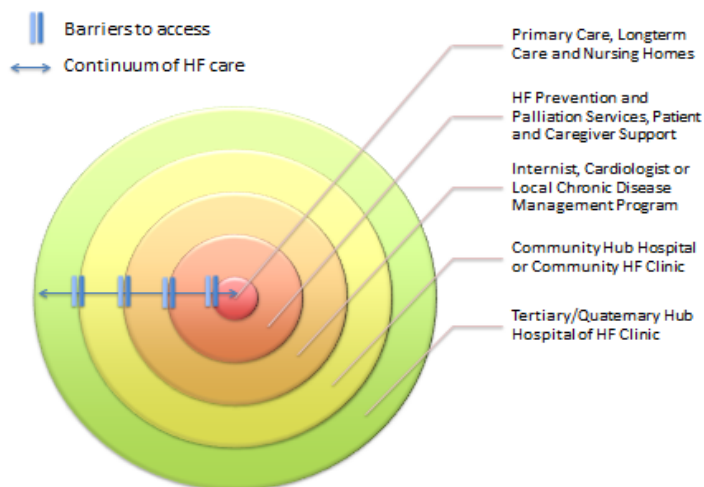 Barriers to access
Continuum of HF care
Primary Care, Longterm
Care and Nursing Homes
HF Prevention and
Palliation Services, Patient
and Caregiver Support
Internist, Cardiologist or
Local Chronic Disease
Management Program
Community Hub Hospital
or Community HF Clinic
Tertiary/Quaternary Hub
Hospital of HF Clinic